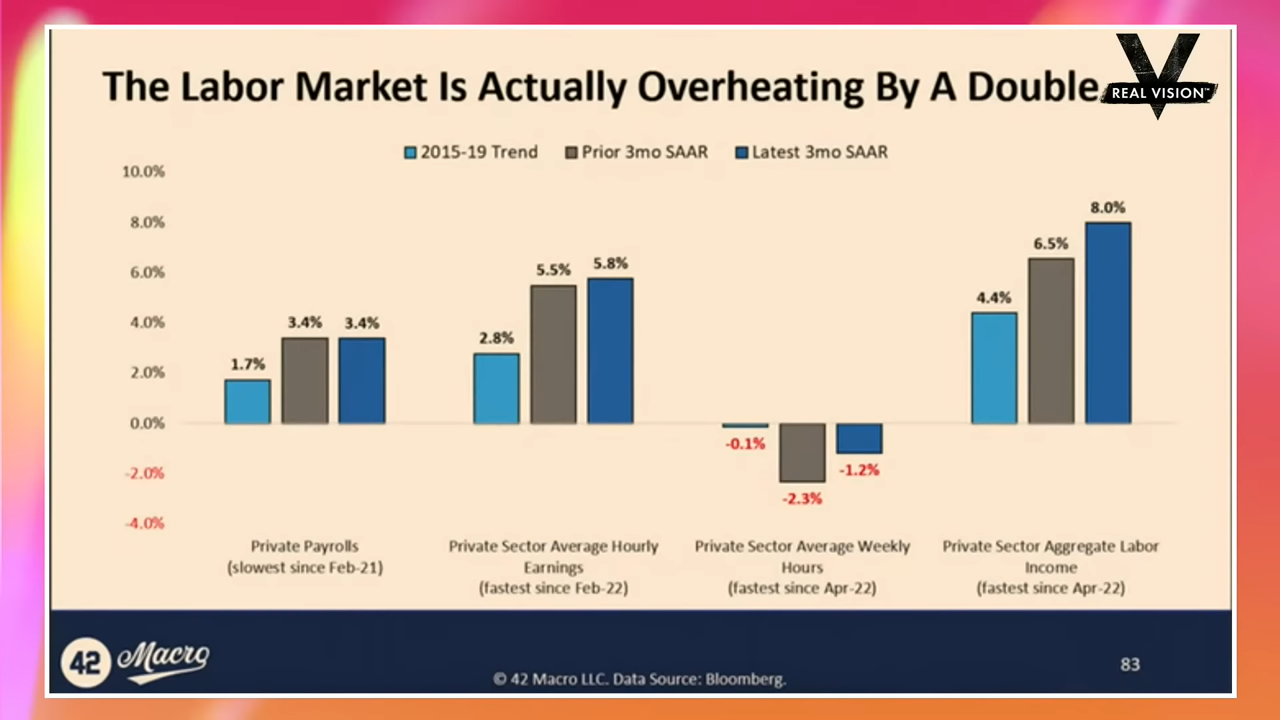 The Labor Market Is Actually Overheating By A Double
REAL VISION™
2015-19 Trend Prior 3mo SAAR Latest 3mo SAAR
10.0%
8.0%
6.0%
4.0%
2.0%
0.0%
-2.0%
-4.0%
1.7% 3.4% 3.4%
2.8% 5.5% 5.8%
-0.1% -2.3% -1.2%
4.4% 6.5% 8.0%
Private Payrolls
(slowest since Feb-21)
Private Sector Average Hourly
Earnings
(fastest since Feb-22)
Private Sector Average Weekly
Hours
(fastest since Apr-22)
Private Sector Aggregate Labor
Income
(fastest since Apr-22)
42 Macro
© 42 Macro LLC. Data Source: Bloomberg.
83